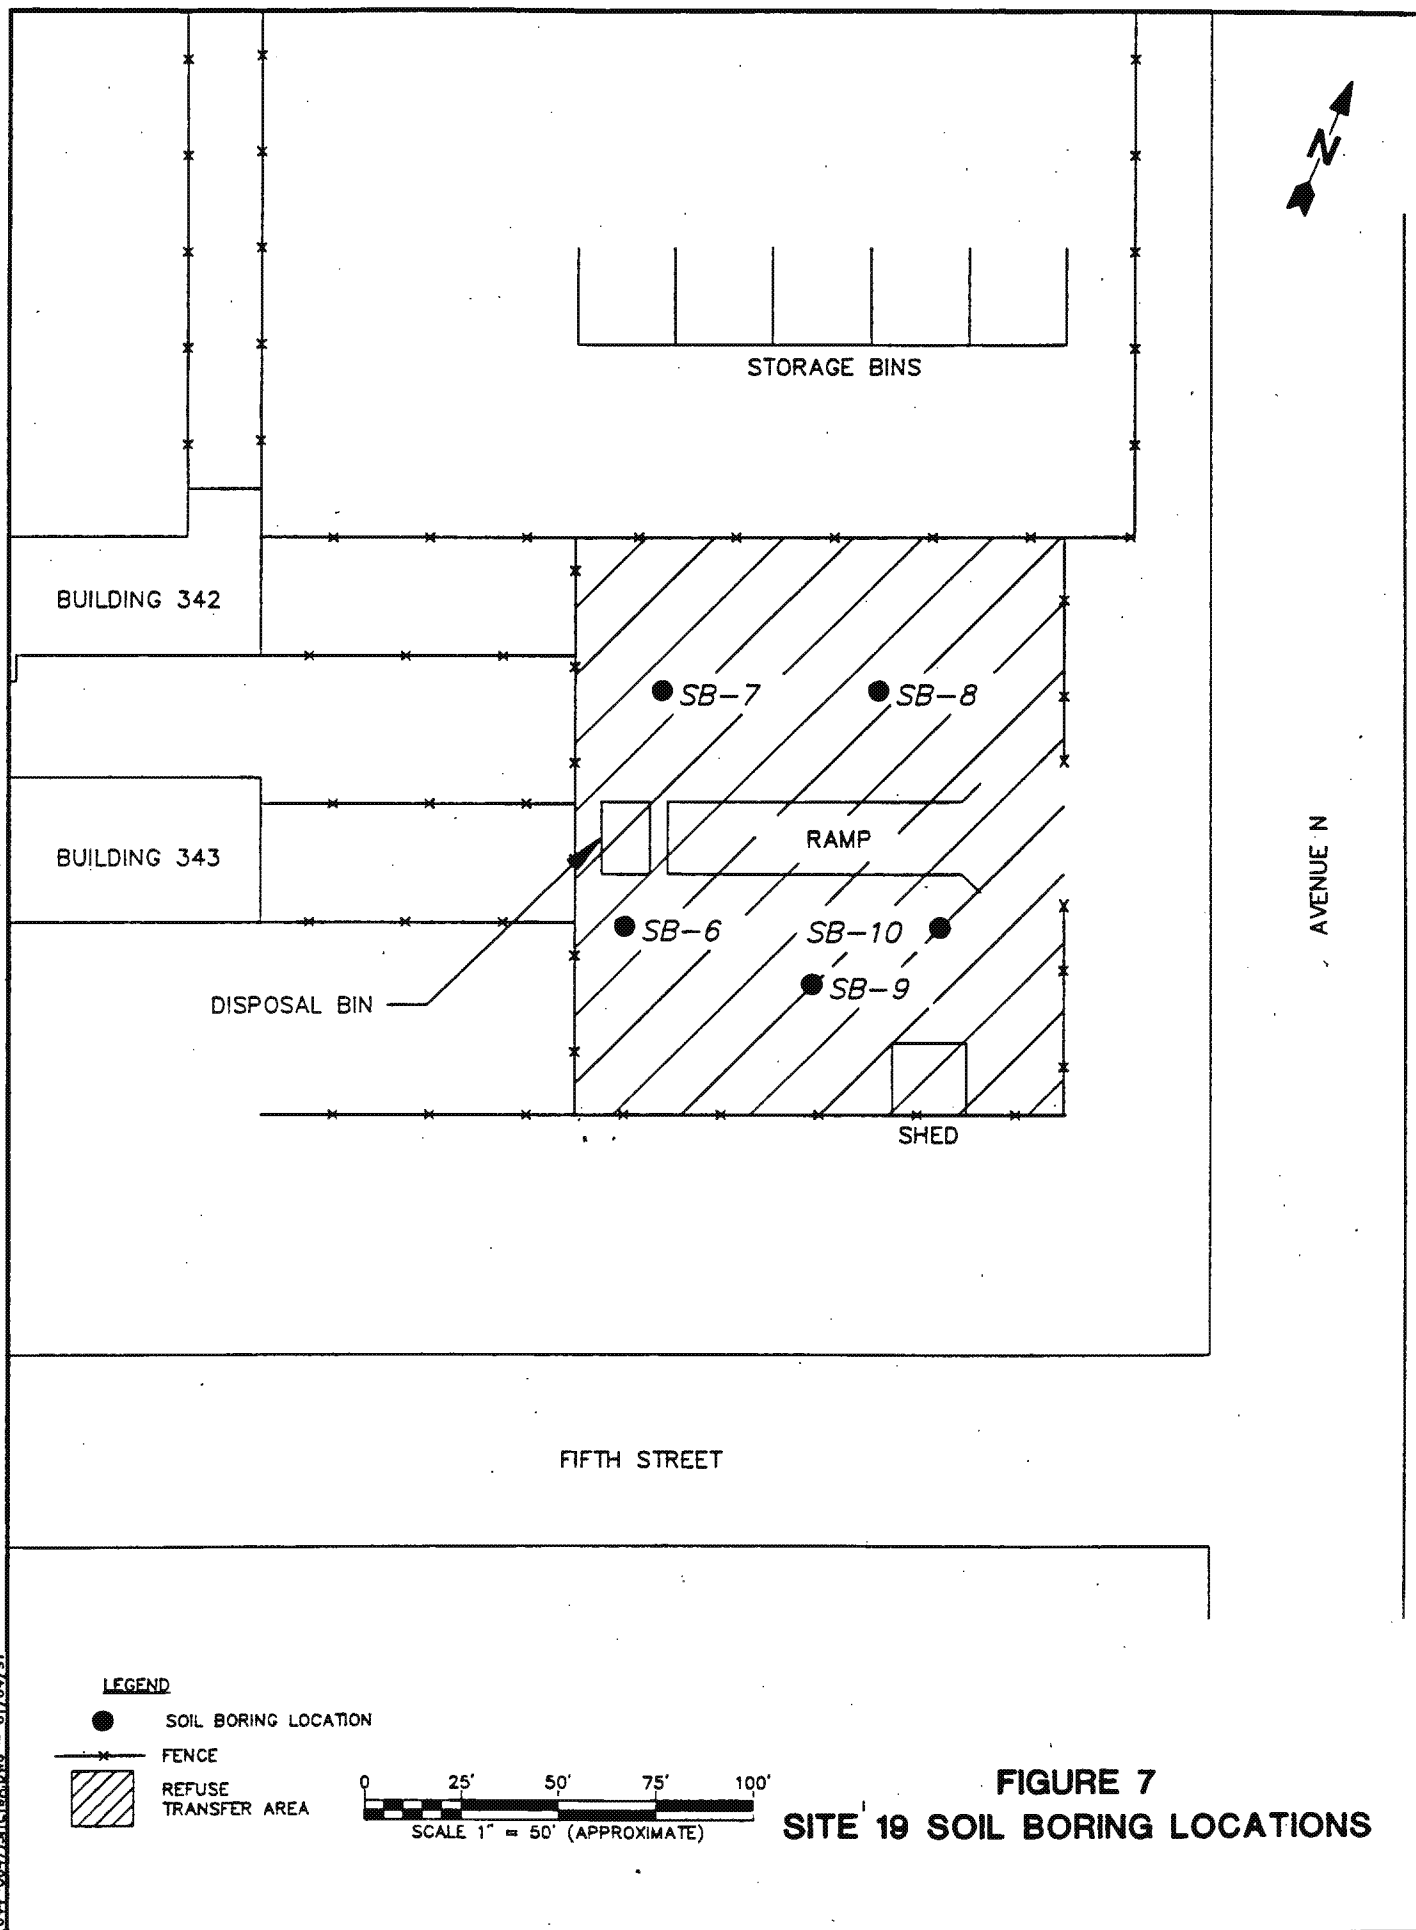 N
STORAGE BINS
BUILDING 342
SB-7
SB-8
RAMP
BUILDING 343
AVENUE N
SB-6
SB-10
SB-9
DISPOSAL BIN
SHED
FIFTH STREET
LEGEND
SOIL BORING LOCATION
FENCE
REFUSE
TRANSFER AREA
0 25' 50' 75' 100'
SCALE 1" = 50' (APPROXIMATE)
FIGURE 7
SITE 19 SOIL BORING LOCATIONS